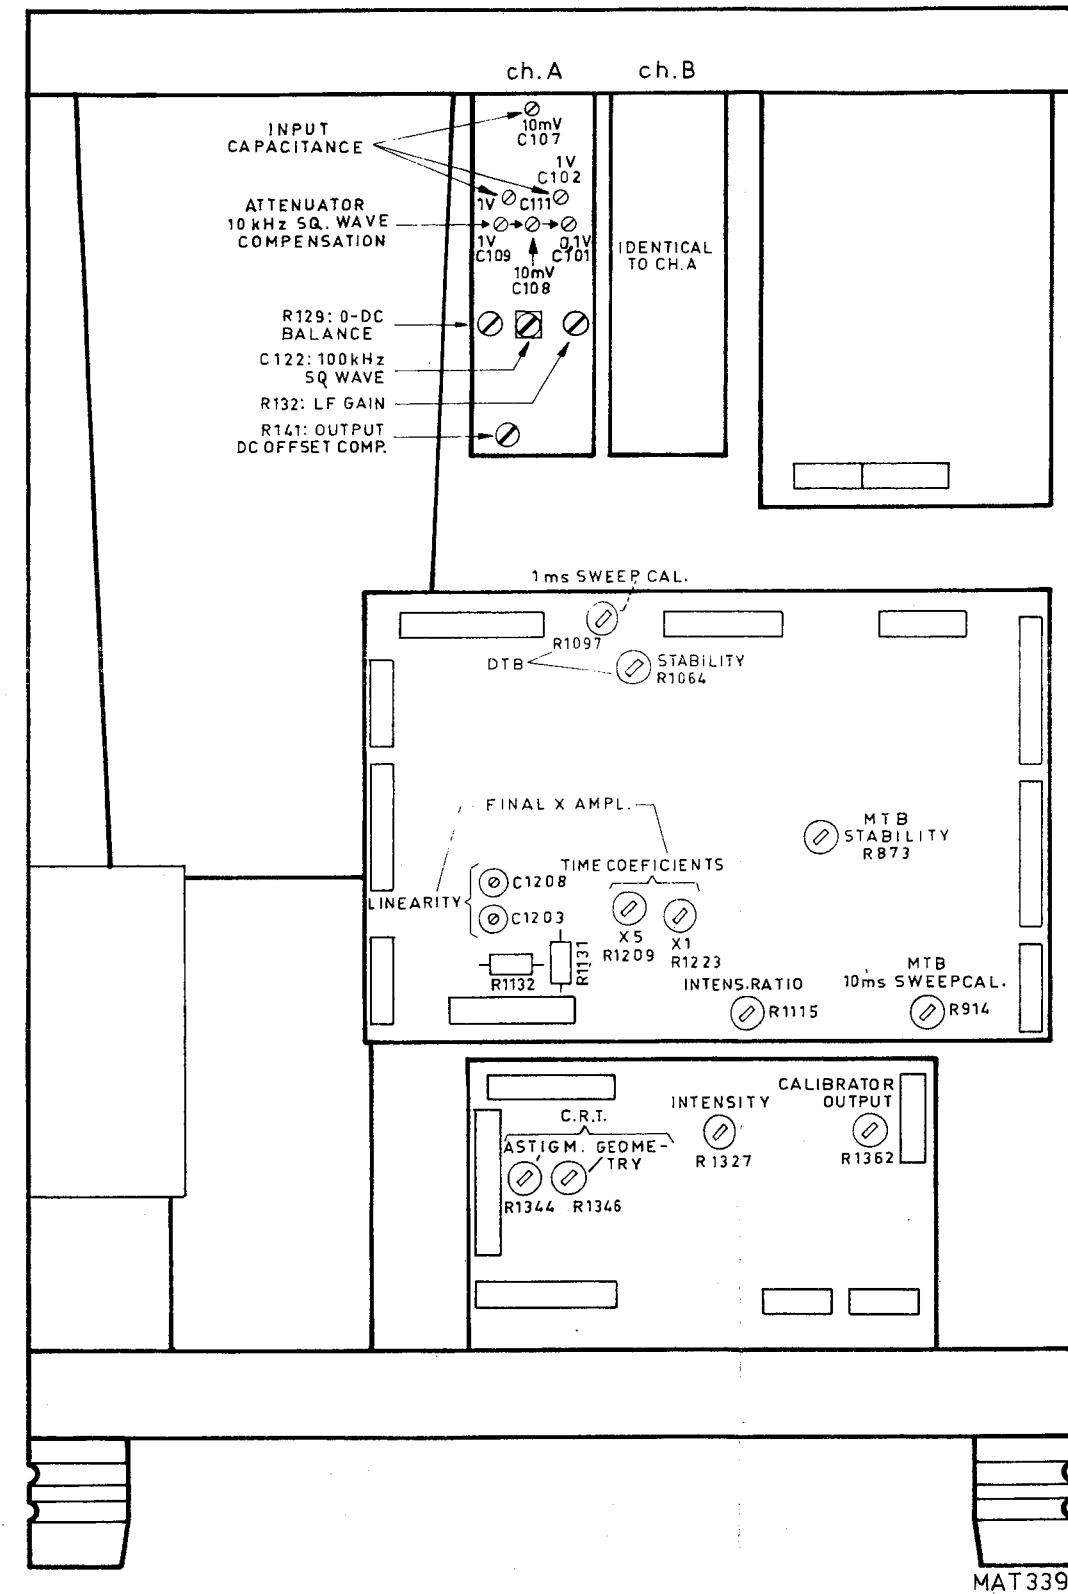 ch.A
ch.B
INPUT
CAPACITANCE
10mV
C107
1V
C102
1V
C111
ATTENUATOR
10 kHz SQ. WAVE
COMPENSATION
1V
C109
0,1V
C101
10mV
C108
IDENTICAL
TO CH.A
R129: 0-DC
BALANCE
C122: 100kHz
SQ WAVE
R132: LF GAIN
R141: OUTPUT
DC OFFSET COMP.
1ms SWEEP CAL.
R1097
DTB
STABILITY
R1064
FINAL X AMPL.
MTB
STABILITY
R873
TIME COEFICIENTS
LINEARITY
C1208
C1203
X5
R1209
X1
R1223
R1132
R1131
INTENS.RATIO
R1115
MTB
10ms SWEEPCAL.
R914
CALIBRATOR
OUTPUT
R1362
INTENSITY
R1327
C.R.T.
ASTIGM. GEOME-
TRY
R1344 R1346
MAT339